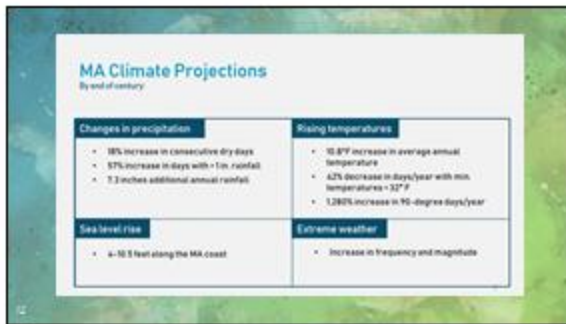 MA Climate Projections
By end of century:
Changes in precipitation
• 18% increase in consecutive dry days
• 57% increase in days with > 1 in. rainfall
• 7.3 inches additional annual rainfall
Rising temperatures
• 10.8°F increase in average annual
temperature
• 42% decrease in days/year with min.
temperatures < 32° F
• 1,280% increase in 90-degree days/year
Sea level rise
• 4-10.5 feet along the MA coast
Extreme weather
• Increase in frequency and magnitude